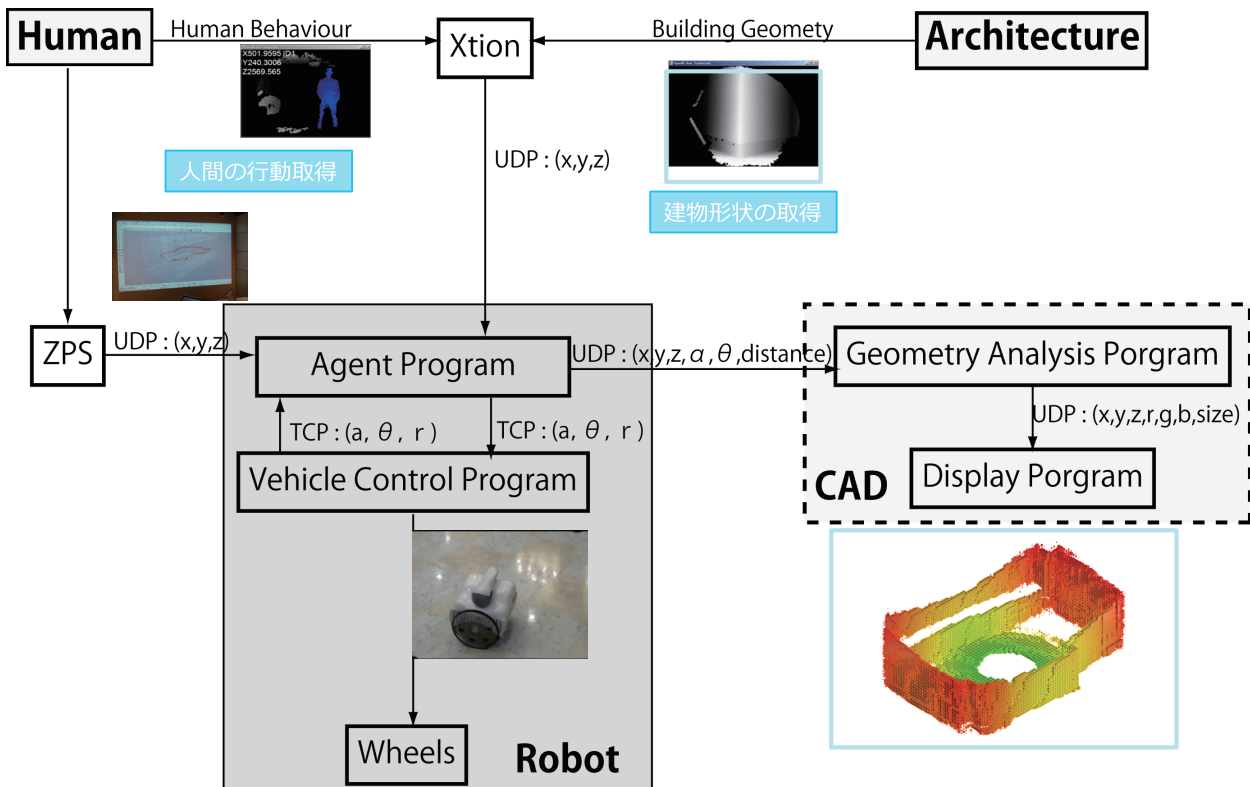 Human
Human Behaviour
Xtion
Building Geomety
Architecture
X501.9595 ID1
Y240.3006
Z2569.565
人間の行動取得
UDP : (x,y,z)
建物形状の取得
ZPS
UDP : (x,y,z)
Agent Program
UDP : (x,y,z, α , θ ,distance)
Geometry Analysis Porgram
TCP : (a, θ , r )
TCP : (a, θ , r )
UDP : (x,y,z,r,g,b,size)
Vehicle Control Program
CAD
Display Porgram
Wheels
Robot